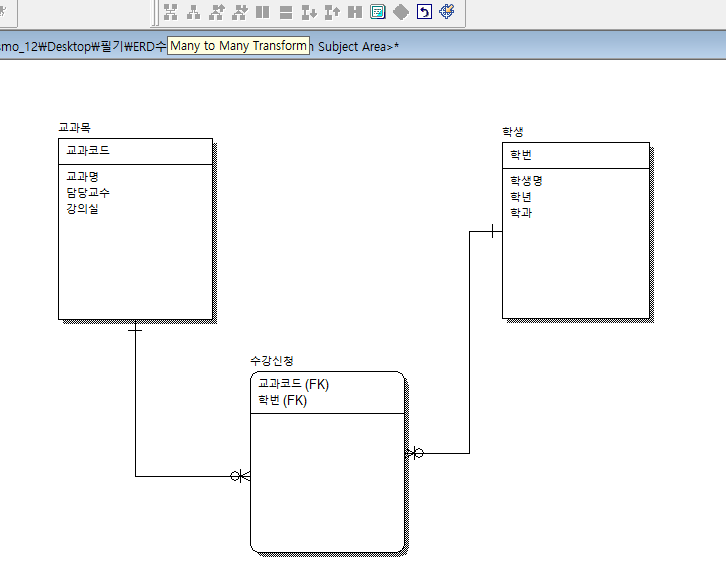 smo_12₩Desktop₩필기₩ERD수
Many to Many Transform
n Subject Area>*
교과목
교과코드
교과명
담당교수
강의실
학생
학번
학생명
학년
학과
수강신청
교과코드 (FK)
학번 (FK)